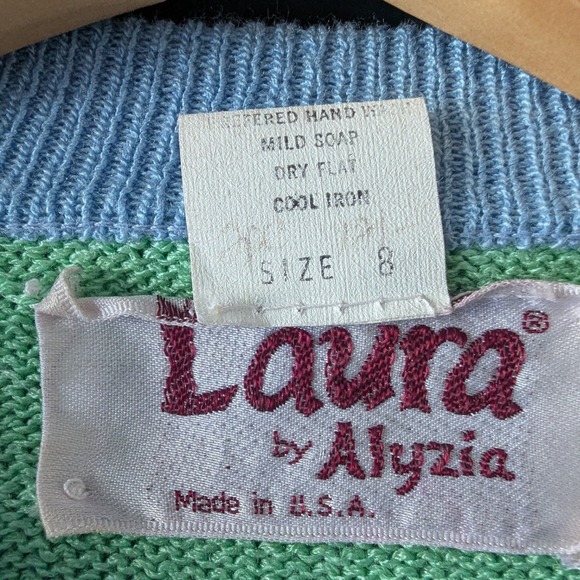 HAND
MILD SOAP
DRY FLAT
COOL IRON
SIZE 8
Laura®
by Alyzia
Made in U.S.A.